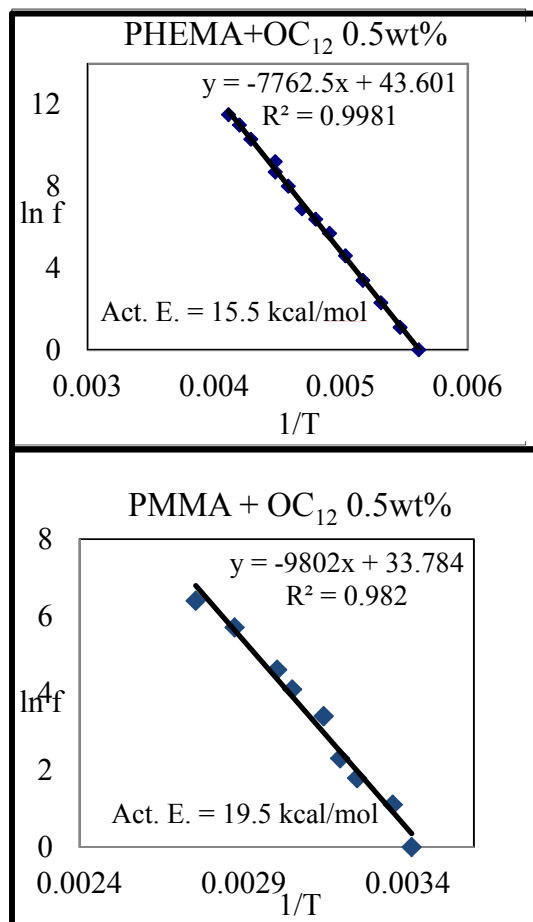 PHEMA+OC₁₂ 0.5wt%
y = -7762.5x + 43.601
R² = 0.9981
12
8
ln f
4
Act. E. = 15.5 kcal/mol
0
0.003 0.004 0.005 0.006
1/T
PMMA + OC₁₂ 0.5wt%
8
y = -9802x + 33.784
R² = 0.982
6
ln f
4
2
Act. E. = 19.5 kcal/mol
0
0.0024 0.0029 0.0034
1/T